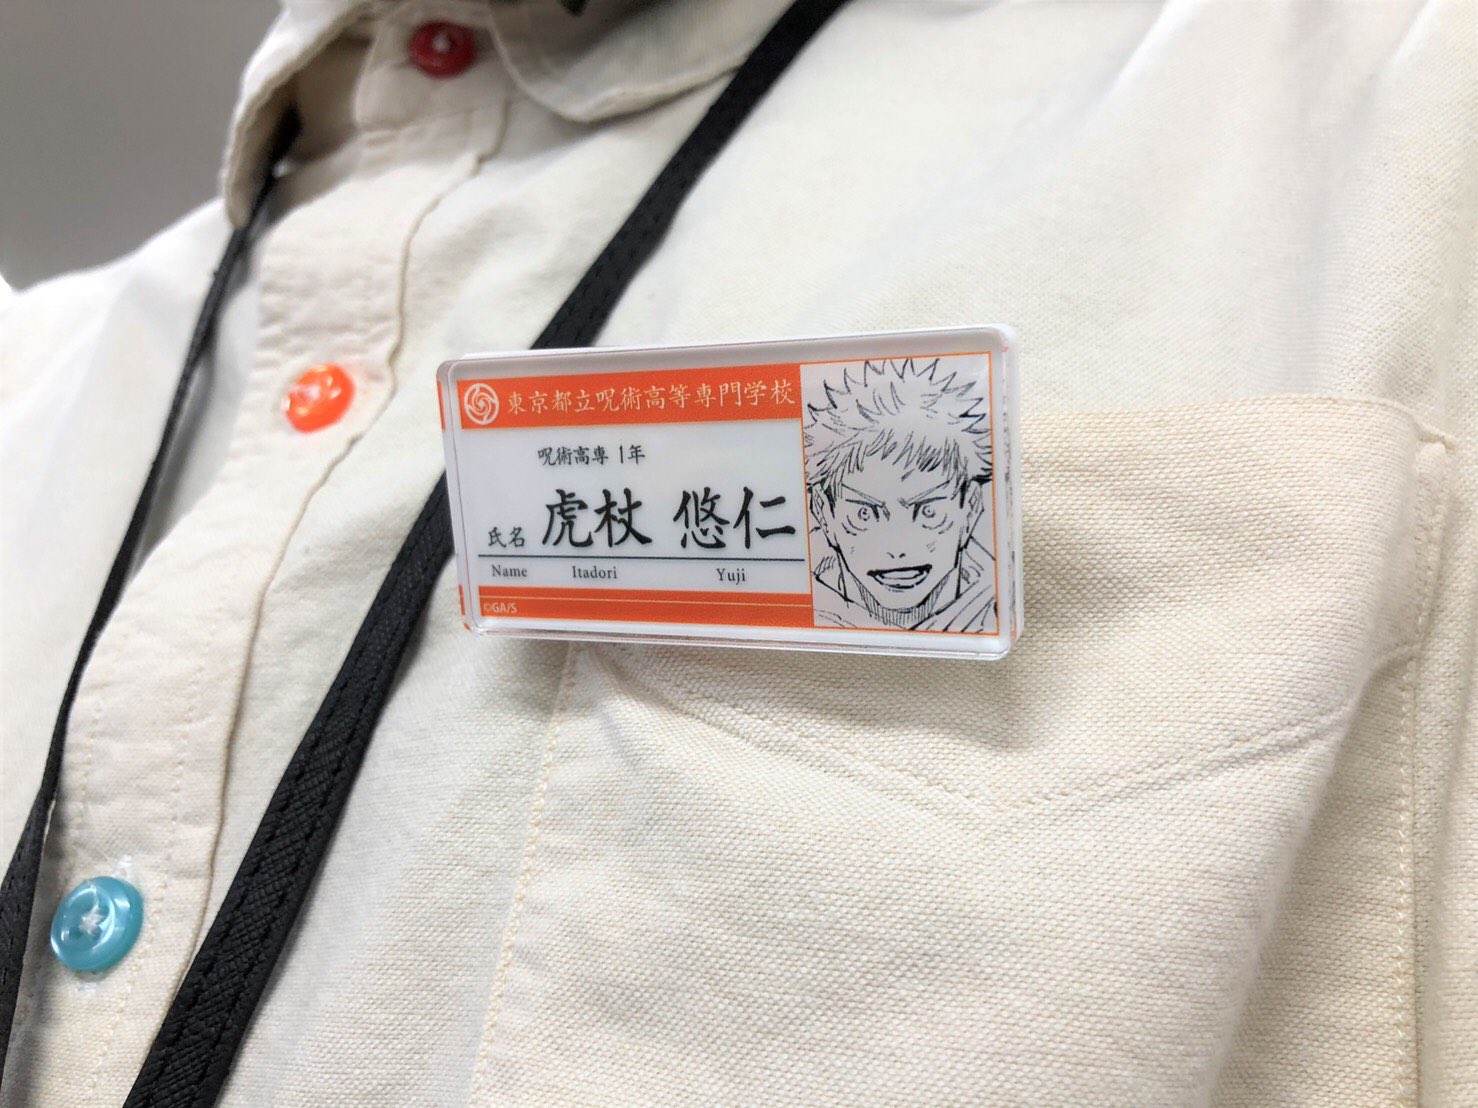 東京都立呪術高等専門学校
呪術高専 1年
氏名 虎杖 悠仁
Name Itadori Yuji
©GA/S